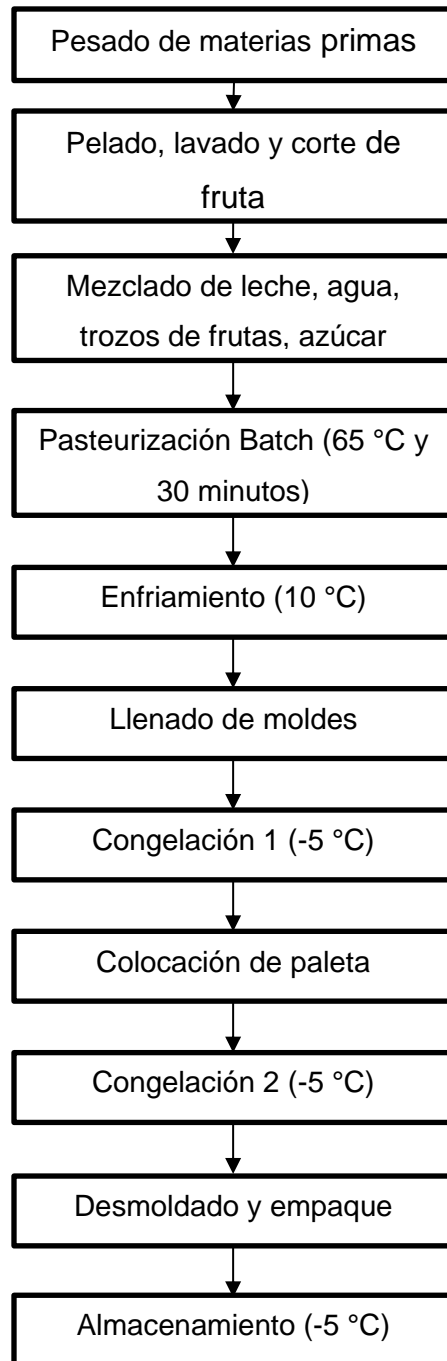 Pesado de materias primas
Pelado, lavado y corte de
fruta
Mezclado de leche, agua,
trozos de frutas, azúcar
Pasteurización Batch (65 °C y
30 minutos)
Enfriamiento (10 °C)
Llenado de moldes
Congelación 1 (-5 °C)
Colocación de paleta
Congelación 2 (-5 °C)
Desmoldado y empaque
Almacenamiento (-5 °C)